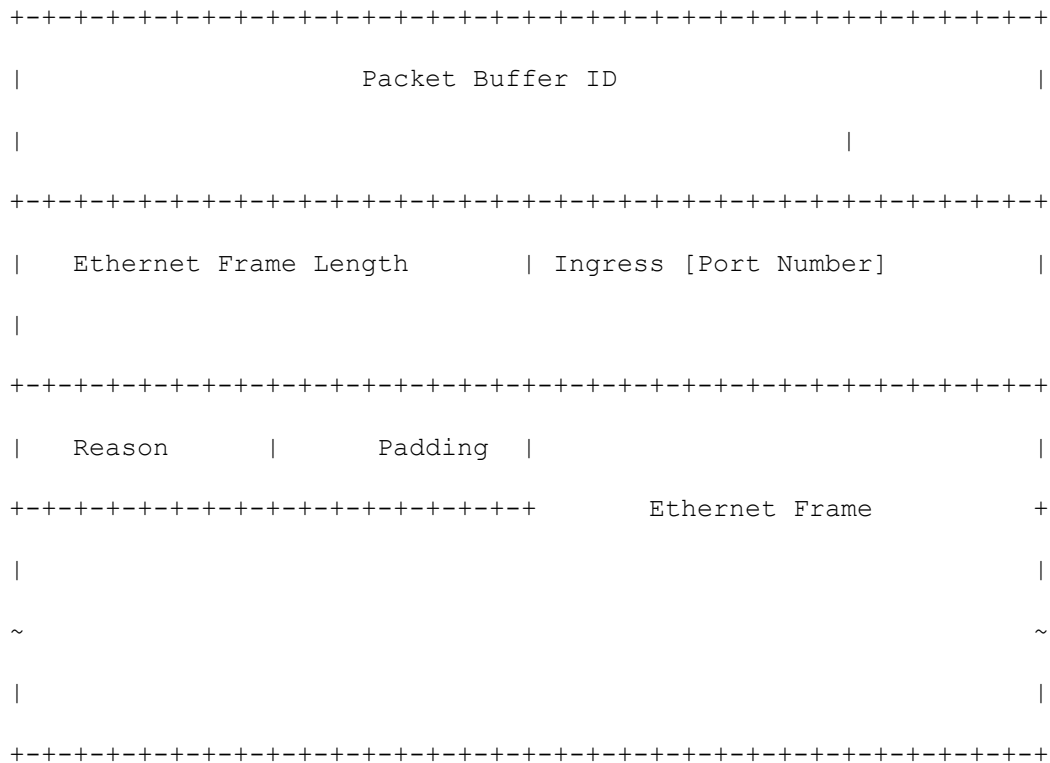 +-+-+-+-+-+-+-+-+-+-+-+-+-+-+-+-+-+-+-+-+-+-+-+-+-+-+-+-+-+-+-+-+
| Packet Buffer ID |
| |
+-+-+-+-+-+-+-+-+-+-+-+-+-+-+-+-+-+-+-+-+-+-+-+-+-+-+-+-+-+-+-+-+
| Ethernet Frame Length | Ingress [Port Number] |
|
+-+-+-+-+-+-+-+-+-+-+-+-+-+-+-+-+-+-+-+-+-+-+-+-+-+-+-+-+-+-+-+-+
| Reason | Padding | |
+-+-+-+-+-+-+-+-+-+-+-+-+-+-+-+-+ Ethernet Frame +
| |
~ ~
| |
+-+-+-+-+-+-+-+-+-+-+-+-+-+-+-+-+-+-+-+-+-+-+-+-+-+-+-+-+-+-+-+-+